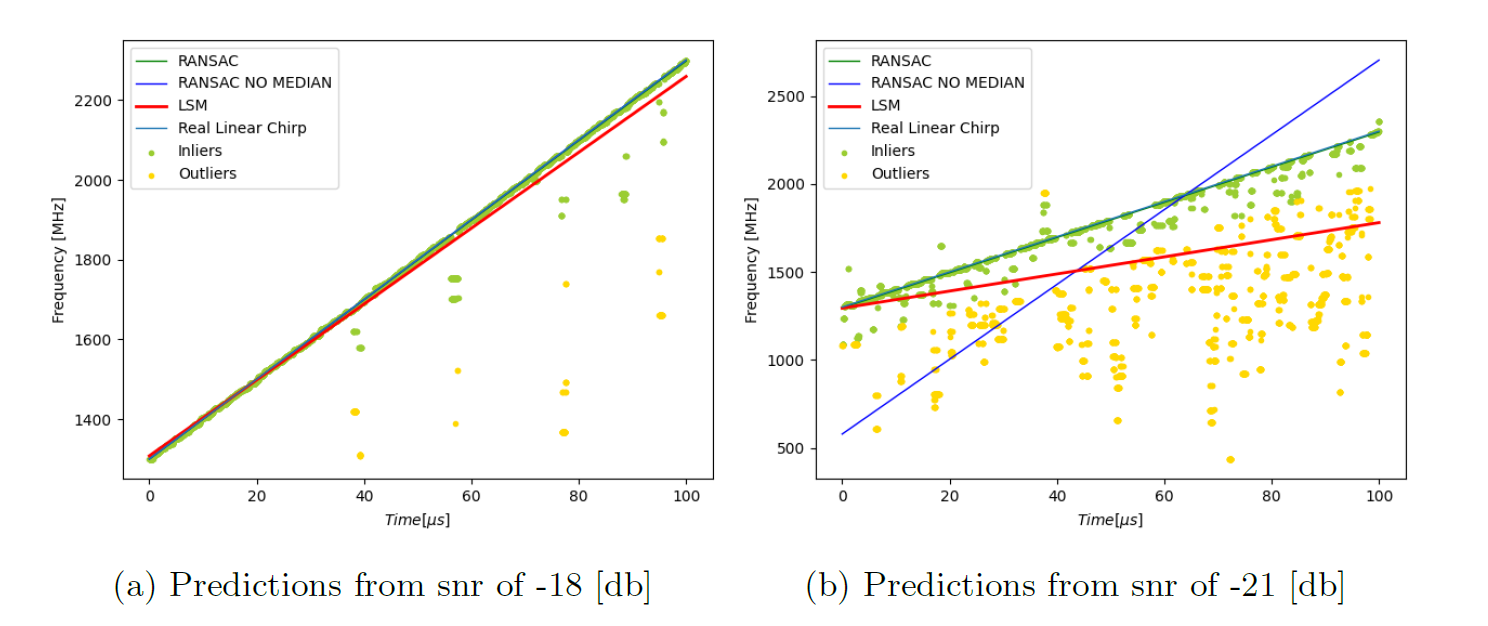 RANSAC
RANSAC NO MEDIAN
LSM
Real Linear Chirp
Inliers
Outliers
2200
2000
1800
1600
1400
Frequency [MHz]
0 20 40 60 80 100
Time[μs]
(a) Predictions from snr of -18 [db]
RANSAC
RANSAC NO MEDIAN
LSM
Real Linear Chirp
Inliers
Outliers
2500
2000
1500
1000
500
Frequency [MHz]
0 20 40 60 80 100
Time[μs]
(b) Predictions from snr of -21 [db]